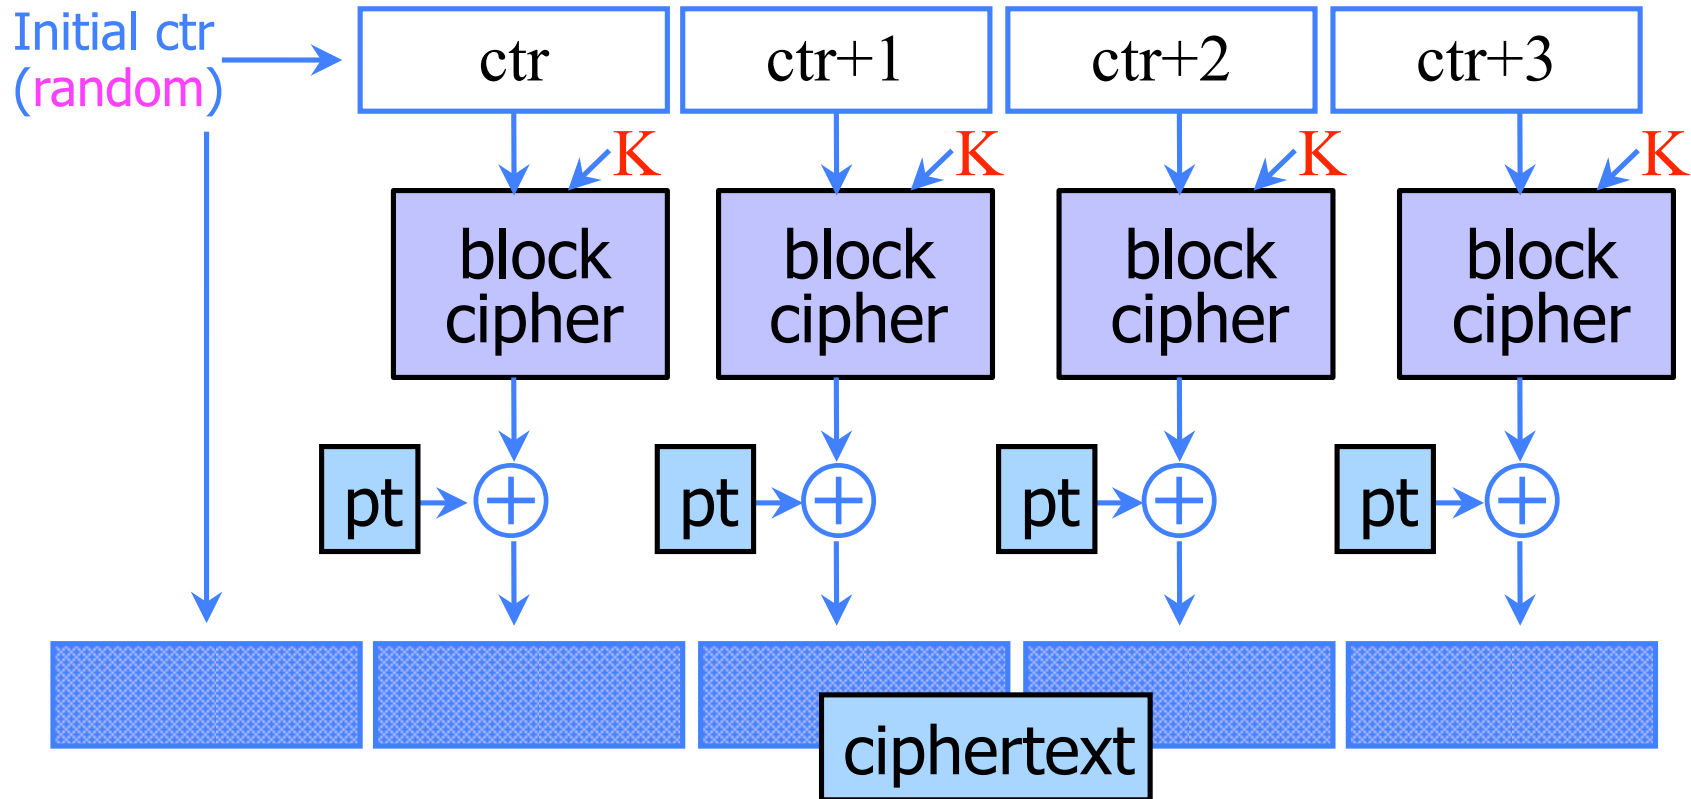 Initial ctr
(random)
ctr
ctr+1
ctr+2
ctr+3
K
K
K
K
block
cipher
block
cipher
block
cipher
block
cipher
pt
pt
pt
pt
ciphertext